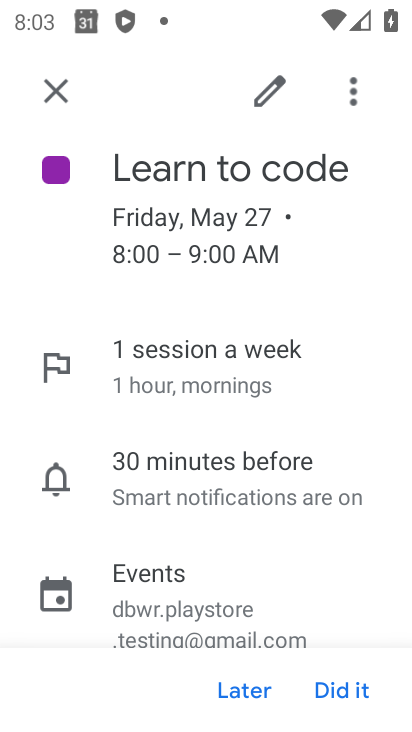 8:03
31
Learn to code
Friday, May 27 •
8:00 – 9:00 AM
1 session a week
1 hour, mornings
30 minutes before
Smart notifications are on
Events
dbwr.playstore
.testing@gmail.com
Later
Did it